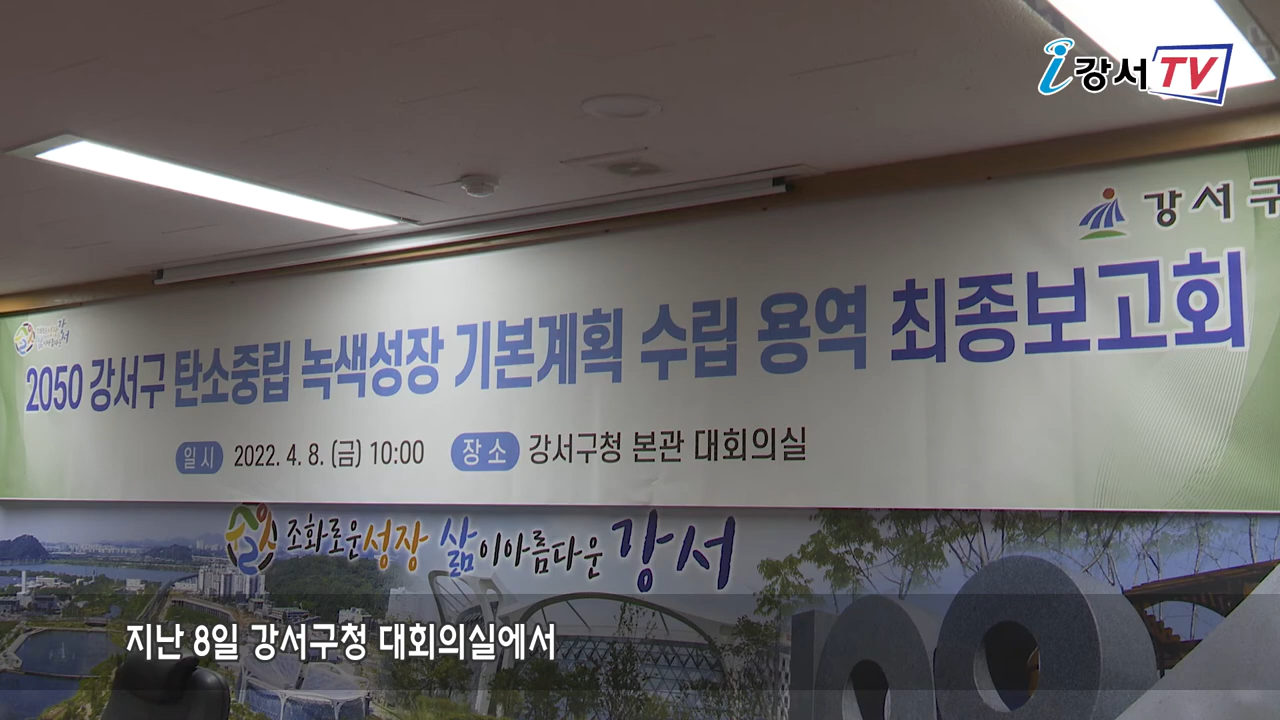 i강서TV
강서구
2050 강서구 탄소중립 녹색성장 기본계획 수립 용역 최종보고회
일시 2022. 4. 8. (금) 10:00 장소 강서구청 본관 대회의실
조화로운성장 삶이아름다운강서
지난 8일 강서구청 대회의실에서